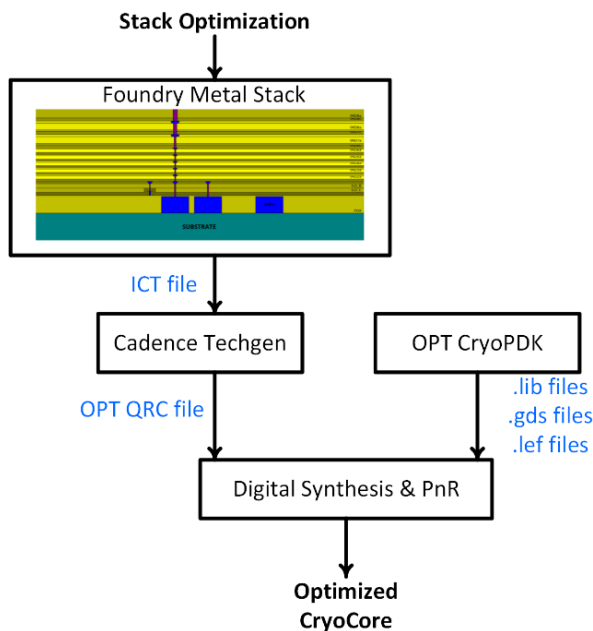 Stack Optimization
Foundry Metal Stack
SUBSTRATE
ICT file
Cadence Techgen
OPT CryoPDK
OPT QRC file
.lib files
.gds files
.lef files
Digital Synthesis & PnR
Optimized
CryoCore